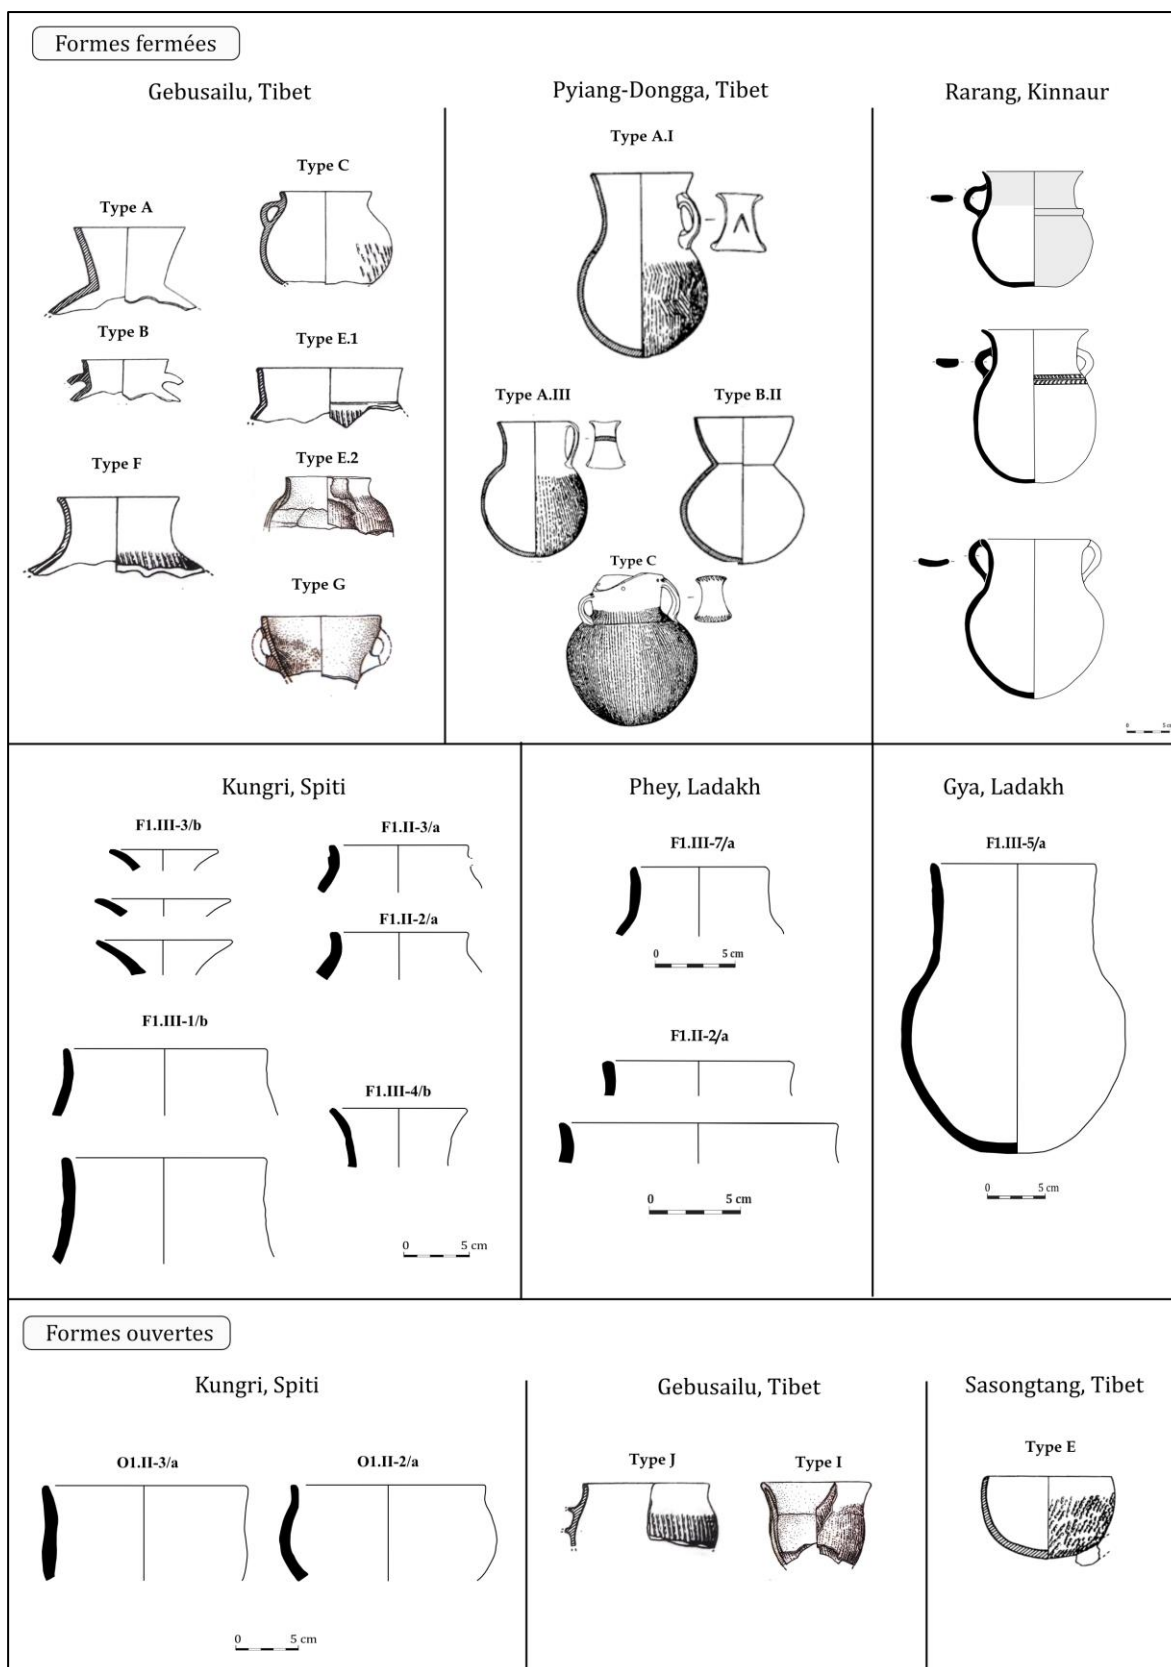 Formes fermées
Gebusailu, Tibet
Type A
Type C
Type B
Type E.1
Type F
Type E.2
Type G
Pyiang-Dongga, Tibet
Type A.I
Type A.III
Type B.II
Type C
Rarang, Kinnaur
0 5 cm
Kungri, Spiti
F1.III-3/b
F1.II-3/a
F1.II-2/a
F1.III-1/b
F1.III-4/b
0 5 cm
Phey, Ladakh
F1.III-7/a
0 5 cm
F1.II-2/a
0 5 cm
Gya, Ladakh
F1.III-5/a
0 5 cm
Formes ouvertes
Kungri, Spiti
O1.II-3/a
O1.II-2/a
0 5 cm
Gebusailu, Tibet
Type J
Type I
Sasongtang, Tibet
Type E